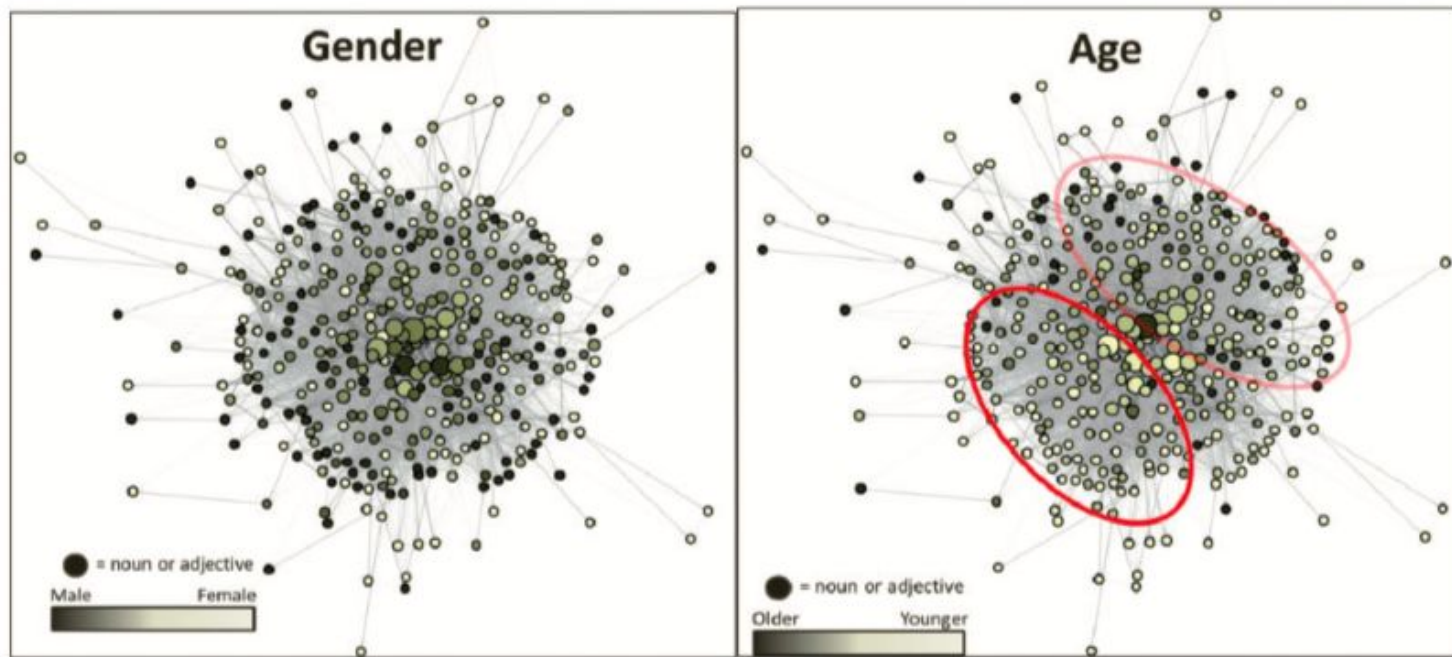 Gender
= noun or adjective
Male Female
Age
= noun or adjective
Older Younger